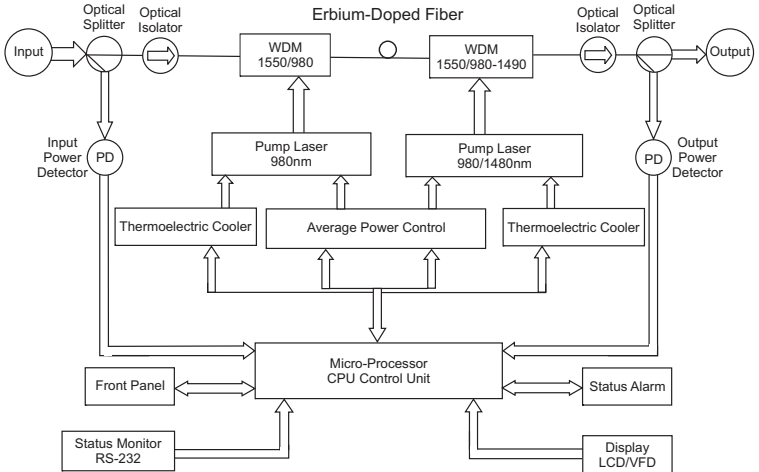 Erbium-Doped Fiber
Optical
Splitter
Optical
Isolator
Optical
Isolator
Optical
Splitter
Input
WDM
1550/980
WDM
1550/980-1490
Output
Input
Power
Detector
PD
Pump Laser
980nm
Pump Laser
980/1480nm
PD
Output
Power
Detector
Thermoelectric Cooler
Average Power Control
Thermoelectric Cooler
Micro-Processor
CPU Control Unit
Front Panel
Status Alarm
Status Monitor
RS-232
Display
LCD/VFD